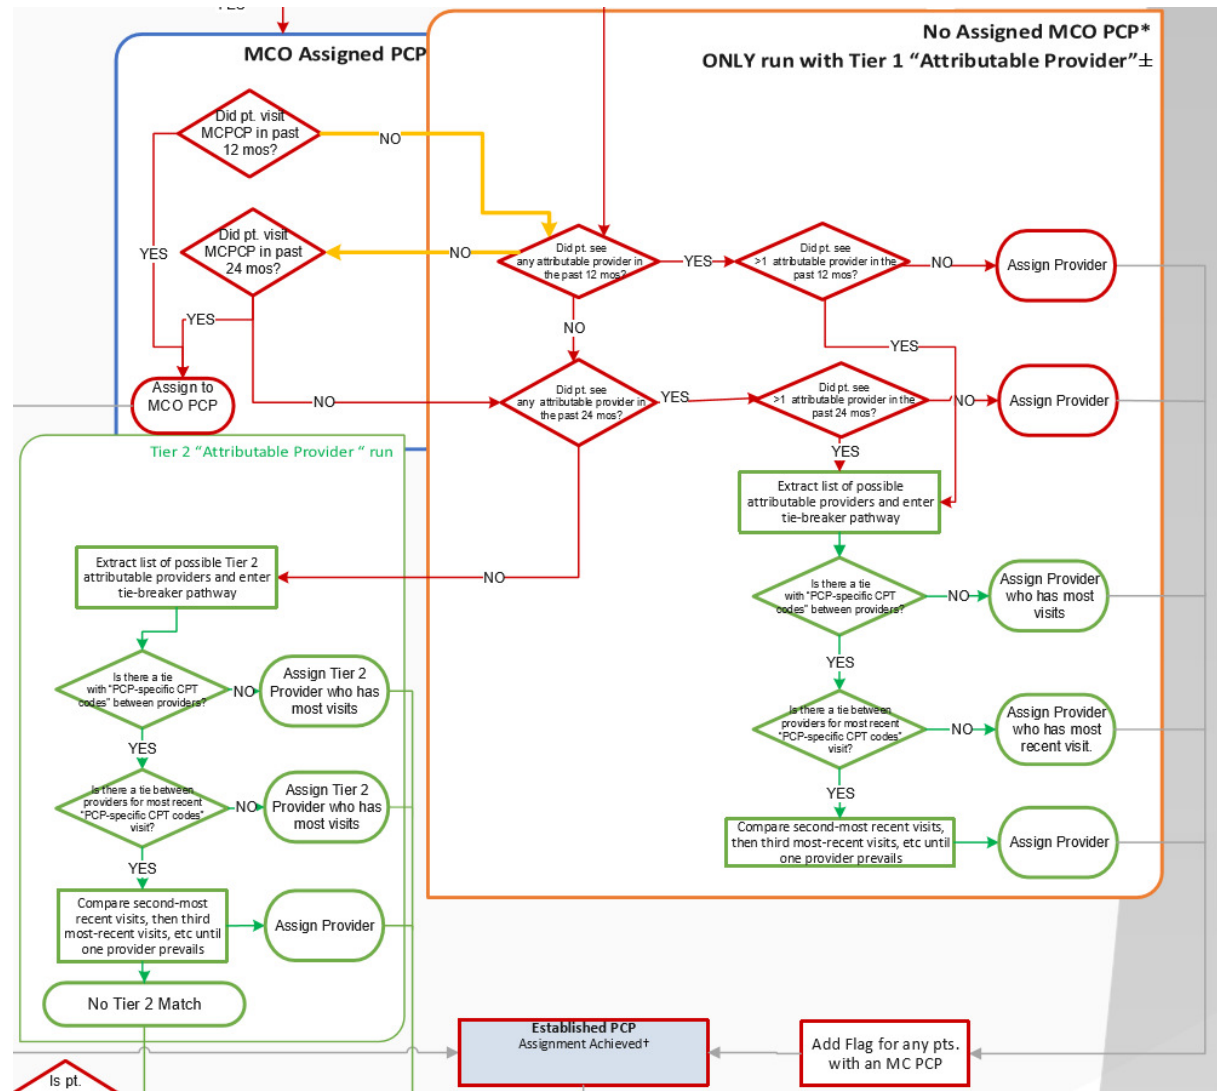 YES
No Assigned MCO PCP*
ONLY run with Tier 1 “Attributable Provider”±
MCO Assigned PCP
Did pt. visit
MCPCP in past
12 mos?
NO
YES
Did pt. visit
MCPCP in past
24 mos?
NO
YES
Assign to
MCO PCP
NO
Did pt. see
any attributable provider in
the past 12 mos?
YES
Did pt. see
>1 attributable provider in the
past 12 mos?
NO
Assign Provider
NO
YES
Did pt. see
any attributable provider in
the past 24 mos?
YES
Did pt. see
>1 attributable provider in the
past 24 mos?
NO
Assign Provider
YES
Extract list of possible
attributable providers and enter
tie-breaker pathway
NO
Is there a tie
with “PCP-specific CPT
codes” between providers?
NO
Assign Provider
who has most
visits
YES
Is there a tie between
providers for most recent
“PCP-specific CPT codes”
visit?
NO
Assign Provider
who has most
recent visit.
YES
Compare second-most recent visits,
then third most-recent visits, etc until
one provider prevails
Assign Provider
Tier 2 “Attributable Provider “ run
Extract list of possible Tier 2
attributable providers and enter
tie-breaker pathway
Is there a tie
with “PCP-specific CPT
codes” between providers?
NO
Assign Tier 2
Provider who has
most visits
YES
Is there a tie between
providers for most recent
“PCP-specific CPT codes”
visit?
NO
Assign Tier 2
Provider who has
most visits
YES
Compare second-most
recent visits, then third
most-recent visits, etc until
one provider prevails
Assign Provider
No Tier 2 Match
Established PCP
Assignment Achieved†
Add Flag for any pts.
with an MC PCP
Is pt.